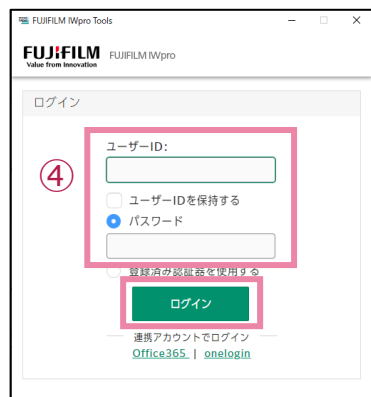 FUJIFILM IWpro Tools
FUJIFILM FUJIFILM IWpro
Value from Innovation
ログイン
④
ユーザーID:
ユーザーIDを保持する
パスワード
登録済み認証器を使用する
ログイン
連携アカウントでログイン
Office365 | onelogin